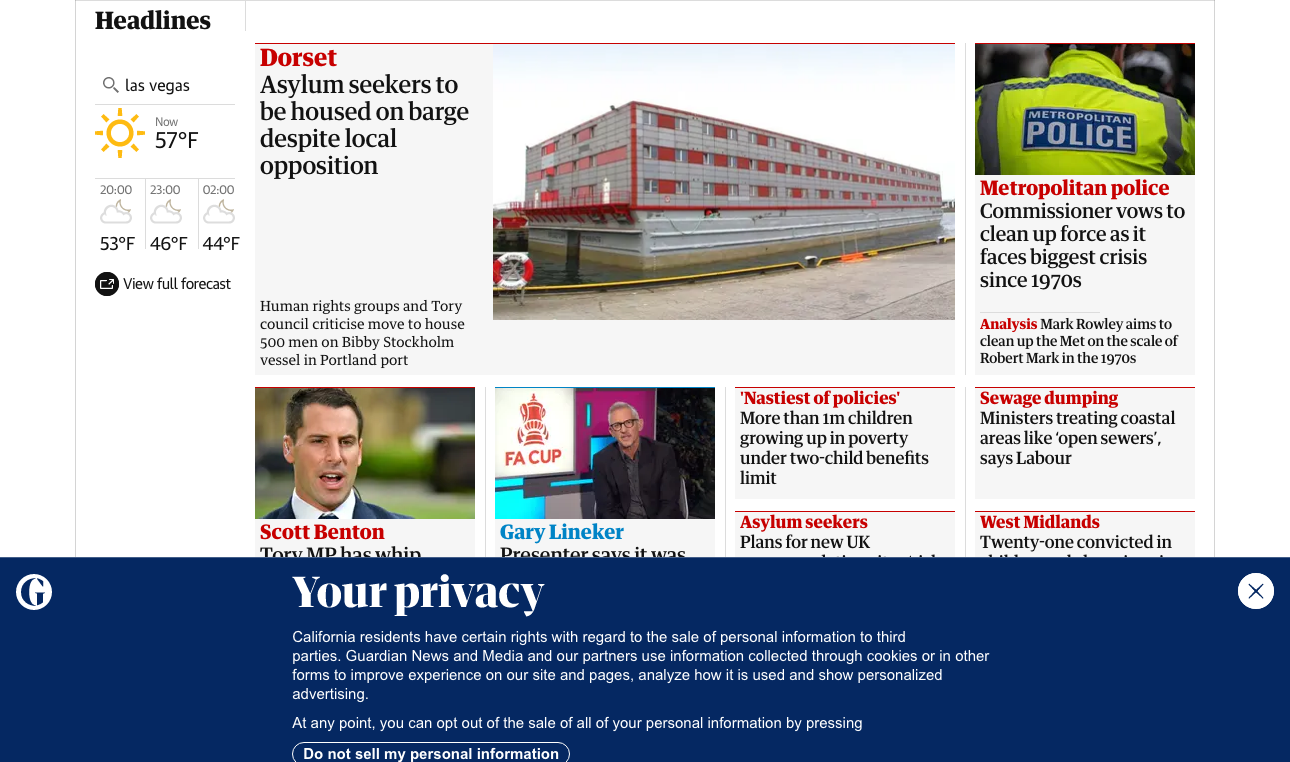 Headlines
las vegas
Now
57°F
20:00
23:00
02:00
53°F
46°F
44°F
View full forecast
Dorset
Asylum seekers to
be housed on barge
despite local
opposition
Human rights groups and Tory
council criticise move to house
500 men on Bibby Stockholm
vessel in Portland port
METROPOLITAN
POLICE
Metropolitan police
Commissioner vows to
clean up force as it
faces biggest crisis
since 1970s
Analysis Mark Rowley aims to
clean up the Met on the scale of
Robert Mark in the 1970s
Scott Benton
Tory MP has whip
FA CUP
Gary Lineker
Presenter says it was
'Nastiest of policies'
More than 1m children
growing up in poverty
under two-child benefits
limit
Asylum seekers
Plans for new UK
Sewage dumping
Ministers treating coastal
areas like ‘open sewers’,
says Labour
West Midlands
Twenty-one convicted in
Your privacy
California residents have certain rights with regard to the sale of personal information to third
parties. Guardian News and Media and our partners use information collected through cookies or in other
forms to improve experience on our site and pages, analyze how it is used and show personalized
advertising.
At any point, you can opt out of the sale of all of your personal information by pressing
Do not sell my personal information